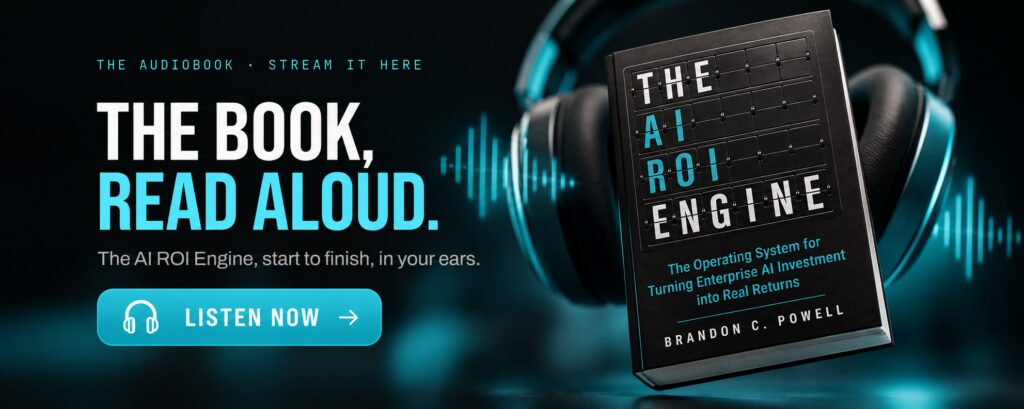 THE AUDIOBOOK · STREAM IT HERE
THE BOOK,
READ ALOUD.
The AI ROI Engine, start to finish, in your ears.
LISTEN NOW →
THE
AI
ROI
ENGINE
The Operating System for
Turning Enterprise AI Investment
into Real Returns
BRANDON C. POWELL